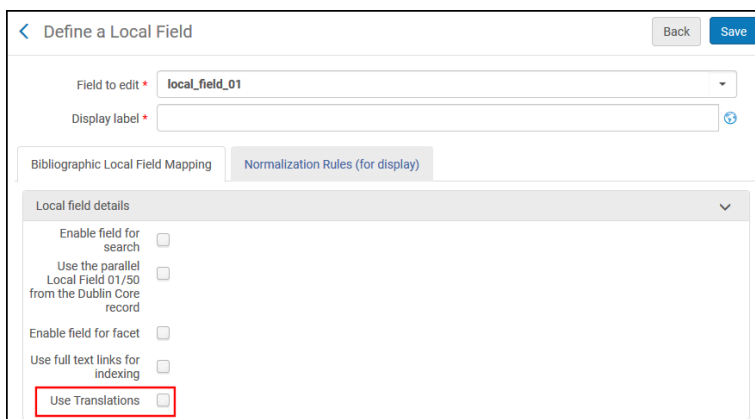 Define a Local Field
Back
Save
Field to edit *
local_field_01
Display label *
Bibliographic Local Field Mapping
Normalization Rules (for display)
Local field details
Enable field for
search
Use the parallel
Local Field 01/50
from the Dublin Core
record
Enable field for facet
Use full text links for
indexing
Use Translations